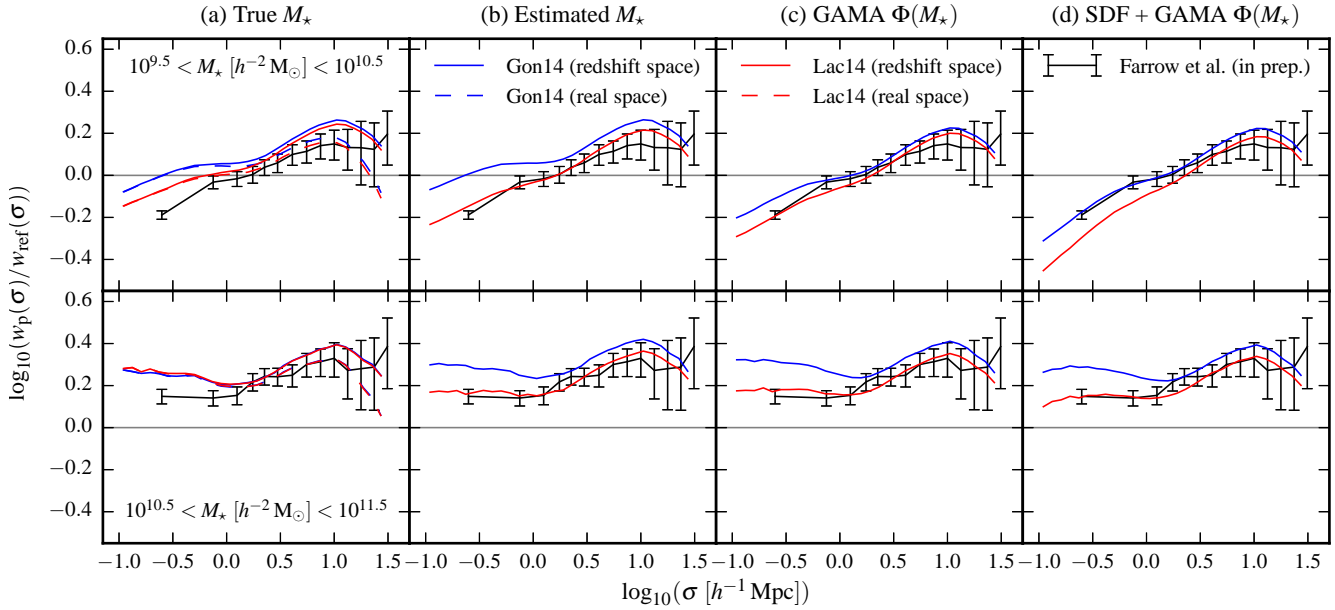 (a) True M⋆ (b) Estimated M⋆ (c) GAMA Φ(M⋆) (d) SDF + GAMA Φ(M⋆)
0.6
10^9.5 < M⋆ [h^−2 M⊙] < 10^10.5
Gon14 (redshift space) Lac14 (redshift space) Farrow et al. (in prep.)
Gon14 (real space) Lac14 (real space)
0.4
0.2
0.0
−0.2
−0.4
0.6
0.4
0.2
0.0
−0.2
−0.4
10^10.5 < M⋆ [h^−2 M⊙] < 10^11.5
log10(wp(σ)/wref(σ))
−1.0 −0.5 0.0 0.5 1.0 1.5 −1.0 −0.5 0.0 0.5 1.0 1.5 −1.0 −0.5 0.0 0.5 1.0 1.5 −1.0 −0.5 0.0 0.5 1.0 1.5
log10(σ [h^−1 Mpc])